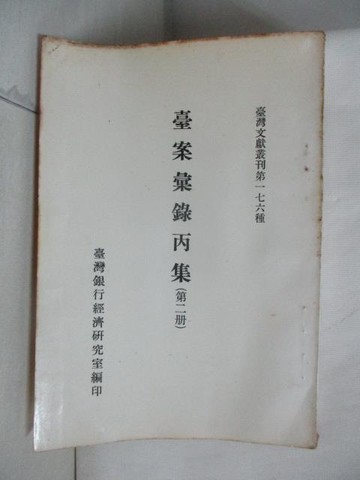 臺灣文獻叢刊第一七六種
臺案彙錄丙集(第二册)
臺灣銀行經濟研究室編印